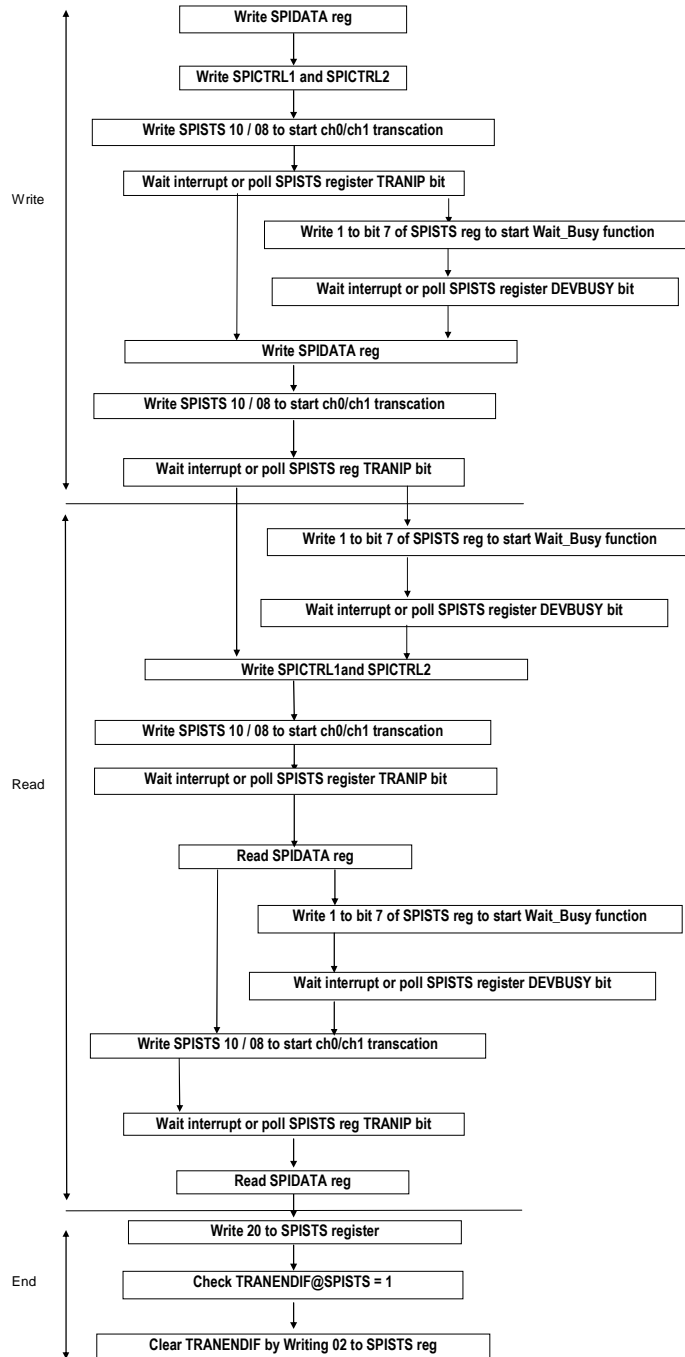 Write SPIDATA reg
Write SPICTRL1 and SPICTRL2
Write SPISTS 10 / 08 to start ch0/ch1 transcation
Wait interrupt or poll SPISTS register TRANIP bit
Write
Write 1 to bit 7 of SPISTS reg to start Wait_Busy function
Wait interrupt or poll SPISTS register DEVBUSY bit
Write SPIDATA reg
Write SPISTS 10 / 08 to start ch0/ch1 transcation
Wait interrupt or poll SPISTS reg TRANIP bit
Write 1 to bit 7 of SPISTS reg to start Wait_Busy function
Wait interrupt or poll SPISTS register DEVBUSY bit
Write SPICTRL1and SPICTRL2
Write SPISTS 10 / 08 to start ch0/ch1 transcation
Wait interrupt or poll SPISTS register TRANIP bit
Read
Read SPIDATA reg
Write 1 to bit 7 of SPISTS reg to start Wait_Busy function
Wait interrupt or poll SPISTS register DEVBUSY bit
Write SPISTS 10 / 08 to start ch0/ch1 transcation
Wait interrupt or poll SPISTS reg TRANIP bit
Read SPIDATA reg
Write 20 to SPISTS register
End
Check TRANENDIF@SPISTS = 1
Clear TRANENDIF by Writing 02 to SPISTS reg